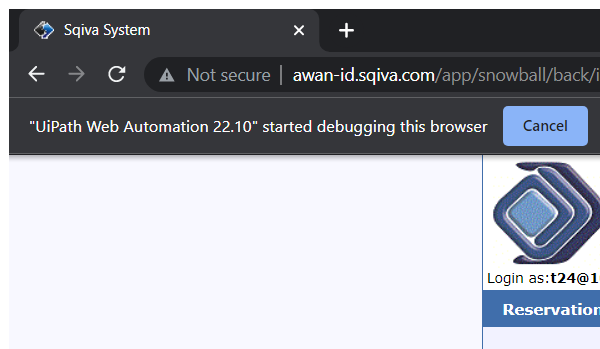 Sqiva System
Not secure | awan-id.sqiva.com/app/snowball/back/i
"UiPath Web Automation 22.10" started debugging this browser
Cancel
Login as:t24@1
Reservation